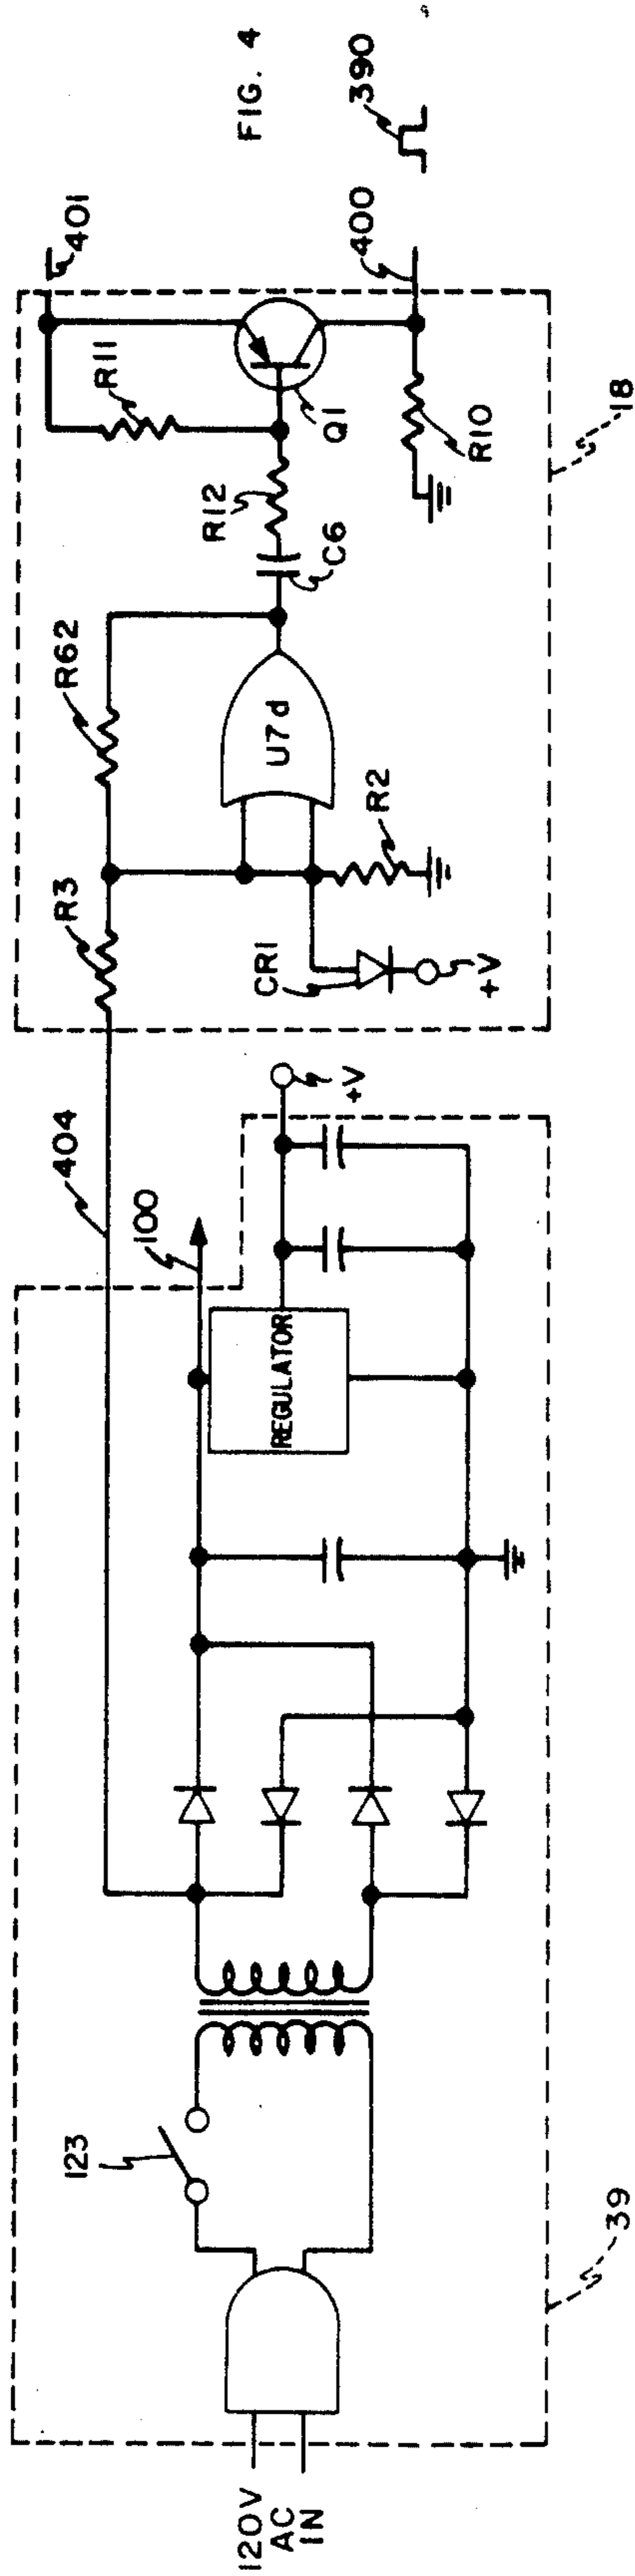 FIG. 4
390
401
400
R11
Q1
R10
18
R12
C6
R62
U7d
R2
R3
CR1
+V
404
100
+V
REGULATOR
123
39
120V
AC
IN